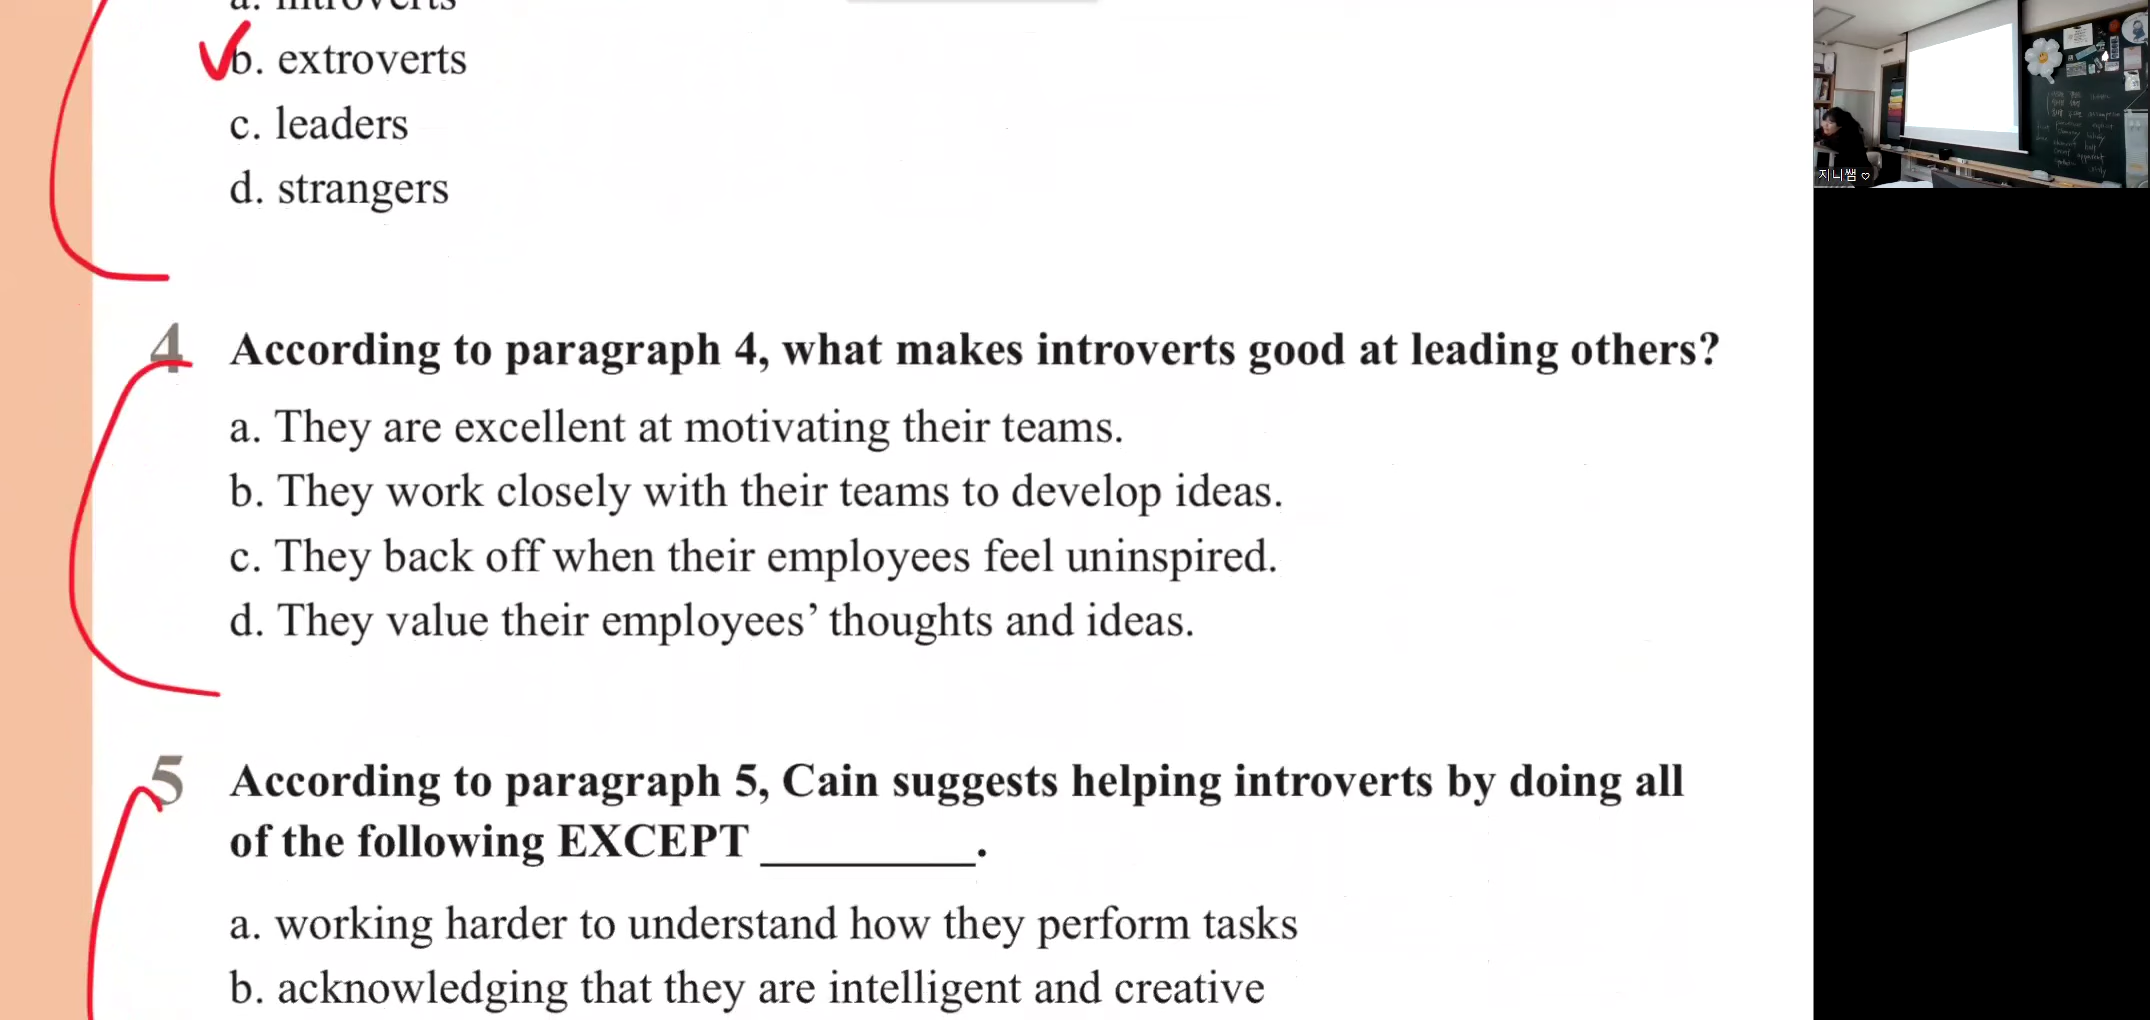 b. extroverts
c. leaders
d. strangers
4 According to paragraph 4, what makes introverts good at leading others?
a. They are excellent at motivating their teams.
b. They work closely with their teams to develop ideas.
c. They back off when their employees feel uninspired.
d. They value their employees’ thoughts and ideas.
5 According to paragraph 5, Cain suggests helping introverts by doing all
of the following EXCEPT ________.
a. working harder to understand how they perform tasks
b. acknowledging that they are intelligent and creative
지니쌤 ♡